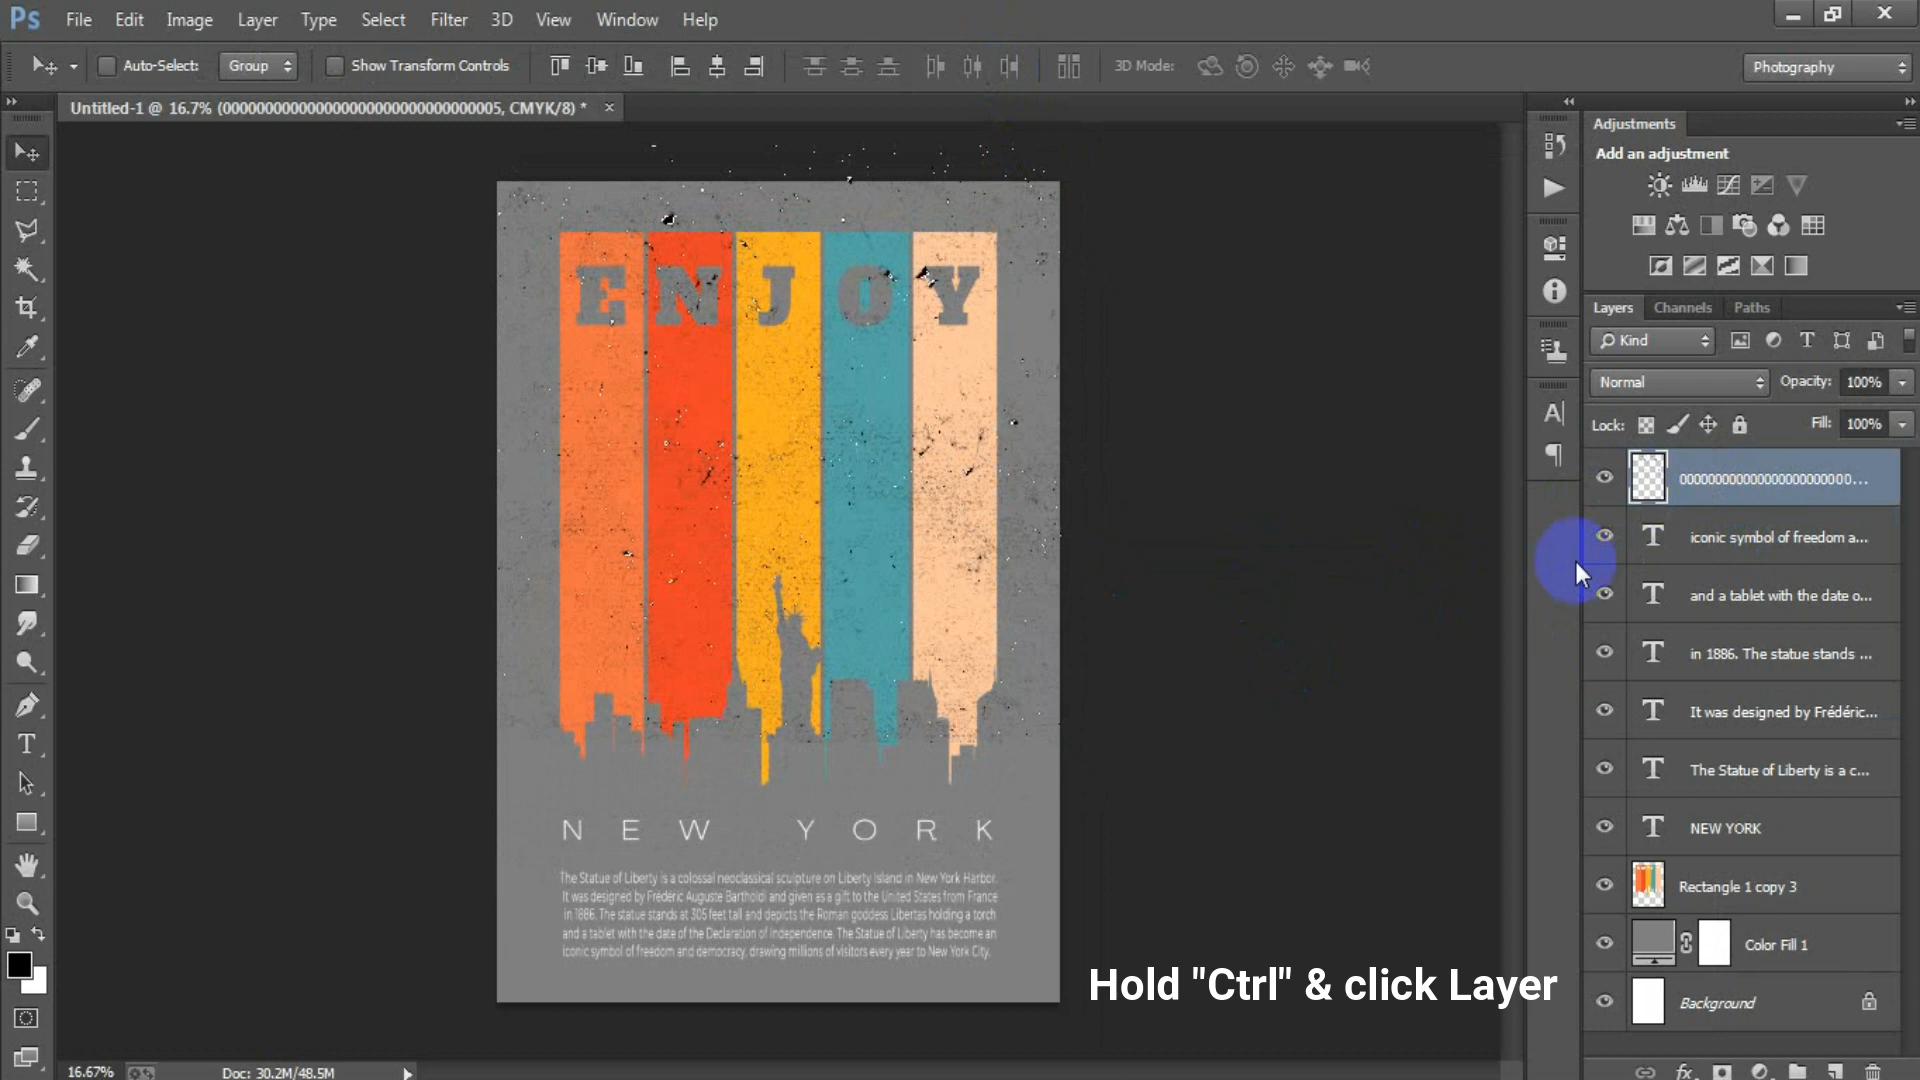 Ps File Edit Image Layer Type Select Filter 3D View Window Help
Auto-Select: Group Show Transform Controls 3D Mode: Photography
Untitled-1 @ 16.7% (000000000000000000000000000000005, CMYK/8) *
Adjustments
Add an adjustment
Layers Channels Paths
Kind
Normal Opacity: 100%
Lock: Fill: 100%
000000000000000000000000...
iconic symbol of freedom a...
and a tablet with the date o...
in 1886. The statue stands ...
It was designed by Frédéric...
The Statue of Liberty is a c...
NEW YORK
Rectangle 1 copy 3
Color Fill 1
Background
ENJOY
NEW YORK
The Statue of Liberty is a colossal neoclassical sculpture on Liberty Island in New York Harbor.
It was designed by Frédéric Auguste Bartholdi and given as a gift to the United States from France
in 1886. The statue stands at 305 feet tall and depicts the Roman goddess Libertas holding a torch
and a tablet with the date of the Declaration of Independence. The Statue of Liberty has become an
iconic symbol of freedom and democracy, drawing millions of visitors every year to New York City.
Hold "Ctrl" & click Layer
16.67% Doc: 30.2M/48.5M